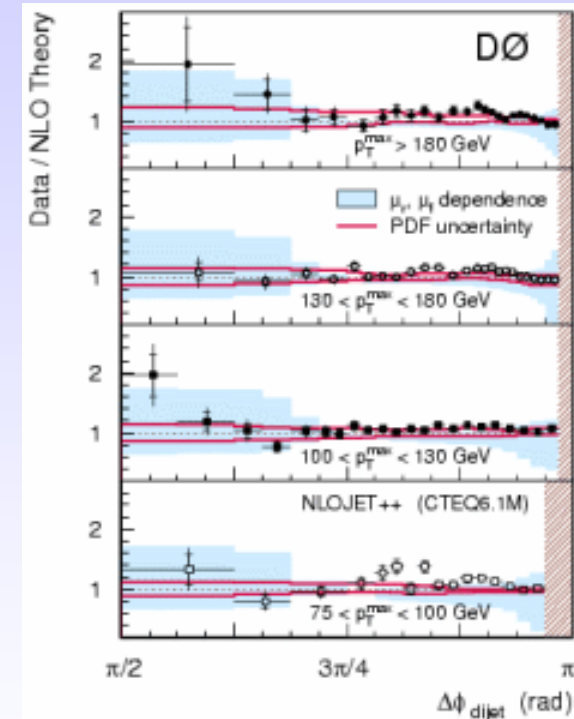 Data / NLO Theory
DØ
2
1
p_T^max > 180 GeV
2
μ_r, μ_f dependence
PDF uncertainty
1
130 < p_T^max < 180 GeV
2
1
100 < p_T^max < 130 GeV
NLOJET++ (CTEQ6.1M)
2
1
75 < p_T^max < 100 GeV
π/2 3π/4 π
Δϕ dijet (rad)